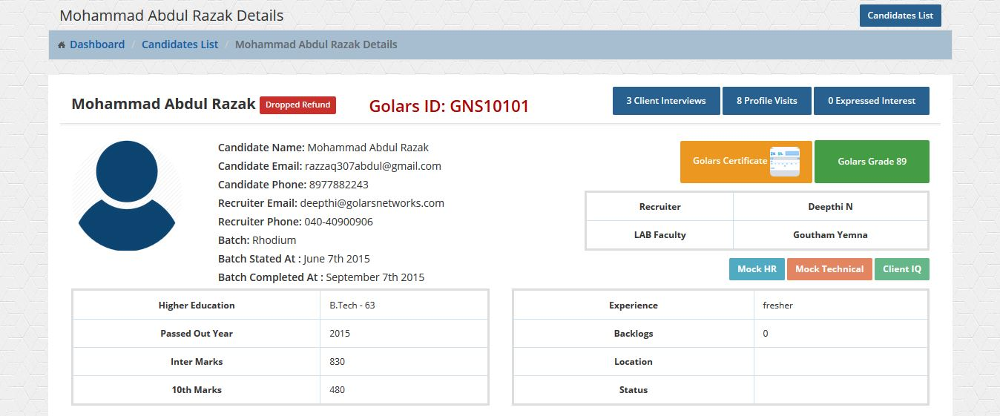 Mohammad Abdul Razak Details
Candidates List
Dashboard / Candidates List / Mohammad Abdul Razak Details
Mohammad Abdul Razak Dropped Refund Golars ID: GNS10101
3 Client Interviews 8 Profile Visits 0 Expressed Interest
Candidate Name: Mohammad Abdul Razak
Candidate Email: razzaq307abdul@gmail.com
Candidate Phone: 8977882243
Recruiter Email: deepthi@golarsnetworks.com
Recruiter Phone: 040-40900906
Batch: Rhodium
Batch Stated At : June 7th 2015
Batch Completed At : September 7th 2015
Golars Certificate Golars Grade 89
Recruiter Deepthi N
LAB Faculty Goutham Yemna
Mock HR Mock Technical Client IQ
Higher Education B.Tech - 63
Passed Out Year 2015
Inter Marks 830
10th Marks 480
Experience fresher
Backlogs 0
Location
Status